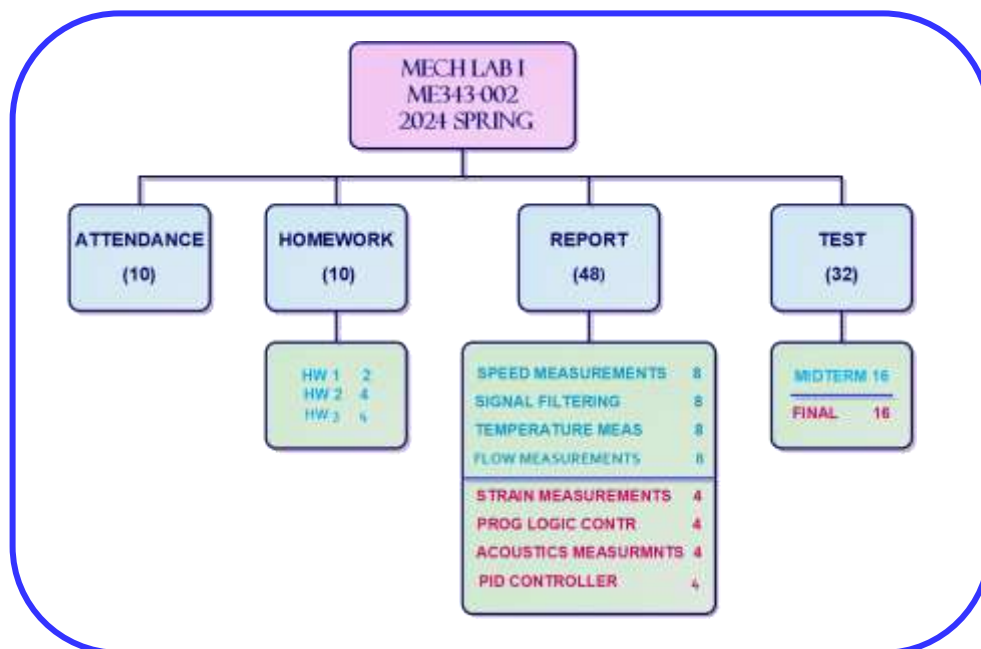 MECH LAB I
ME343-002
2024 SPRING
ATTENDANCE
(10)
HOMEWORK
(10)
REPORT
(48)
TEST
(32)
HW 1 2
HW 2 4
HW 3 4
SPEED MEASUREMENTS 8
SIGNAL FILTERING 8
TEMPERATURE MEAS 8
FLOW MEASUREMENTS 8
STRAIN MEASUREMENTS 4
PROG LOGIC CONTR 4
ACOUSTICS MEASURMNTS 4
PID CONTROLLER 4
MIDTERM 16
FINAL 16